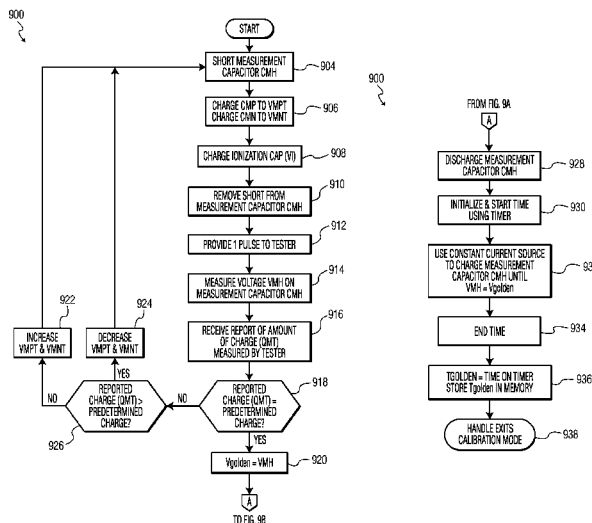 900
START
SHORT MEASUREMENT
CAPACITOR CMH
904
CHARGE CMP TO VMPT
CHARGE CMN TO VMNT
906
CHARGE IONIZATION CAP (VI)
908
REMOVE SHORT FROM
MEASUREMENT CAPACITOR CMH
910
PROVIDE 1 PULSE TO TESTER
912
MEASURE VOLTAGE VMH ON
MEASUREMENT CAPACITOR CMH
914
RECEIVE REPORT OF AMOUNT
OF CHARGE (QMT)
MEASURED BY TESTER
916
922
INCREASE
VMPT & VMNT
924
DECREASE
VMPT & VMNT
YES
NO
REPORTED
CHARGE (QMT)>
PREDETERMINED
CHARGE?
926
NO
REPORTED
CHARGE (QMT) =
PREDETERMINED
CHARGE?
918
YES
Vgolden = VMH
920
A
TO FIG. 9B
900
FROM FIG. 9A
A
DISCHARGE MEASUREMENT
CAPACITOR CMH
928
INITIALIZE & START TIME
USING TIMER
930
USE CONSTANT CURRENT SOURCE
TO CHARGE MEASUREMENT
CAPACITOR CMH UNTIL
VMH = Vgolden
END TIME
934
TGOLDEN = TIME ON TIMER
STORE Tgolden IN MEMORY
936
HANDLE EXITS
CALIBRATION MODE
938